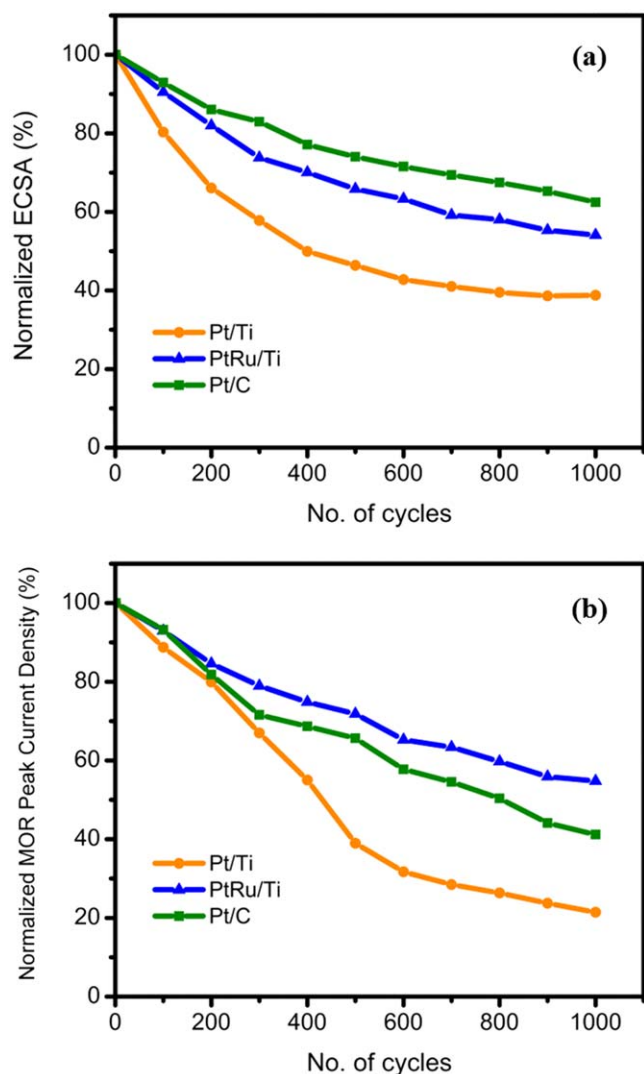 (a)
Normalized ECSA (%)
100
80
60
40
20
0
Pt/Ti
PtRu/Ti
Pt/C
0 200 400 600 800 1000
No. of cycles
(b)
Normalized MOR Peak Current Density (%)
100
80
60
40
20
0
Pt/Ti
PtRu/Ti
Pt/C
0 200 400 600 800 1000
No. of cycles